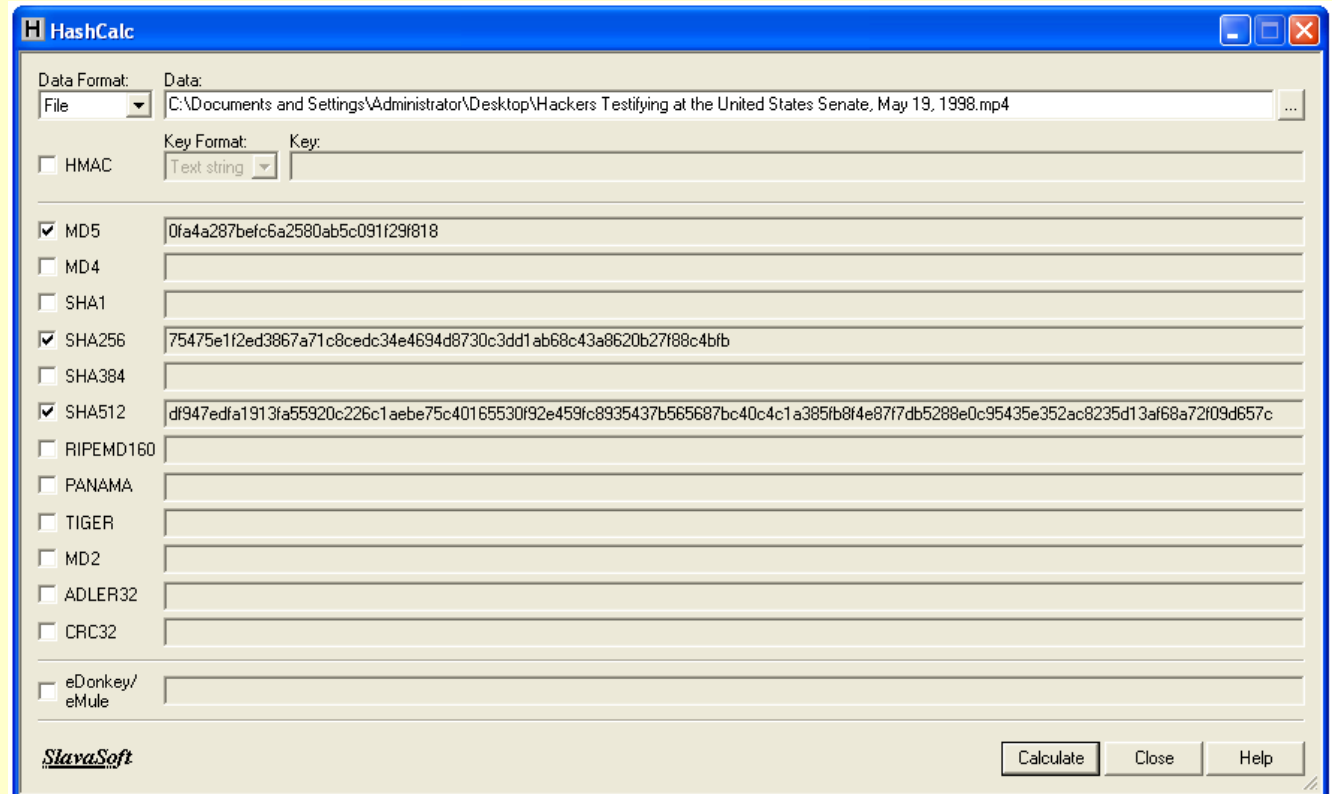 HashCalc
Data Format: Data:
File C:\Documents and Settings\Administrator\Desktop\Hackers Testifying at the United States Senate, May 19, 1998.mp4 ...
Key Format: Key:
HMAC Text string
MD5 0fa4a287befc6a2580ab5c091f29f818
MD4
SHA1
SHA256 75475e1f2ed3867a71c8cedc34e4694d8730c3dd1ab68c43a8620b27f88c4bfb
SHA384
SHA512 df947edfa1913fa55920c226c1aebe75c40165530f92e459fc8935437b565687bc40c4c1a385fb8f4e87f7db5288e0c95435e352ac8235d13af68a72f09d657c
RIPEMD160
PANAMA
TIGER
MD2
ADLER32
CRC32
eDonkey/
eMule
SlavaSoft Calculate Close Help